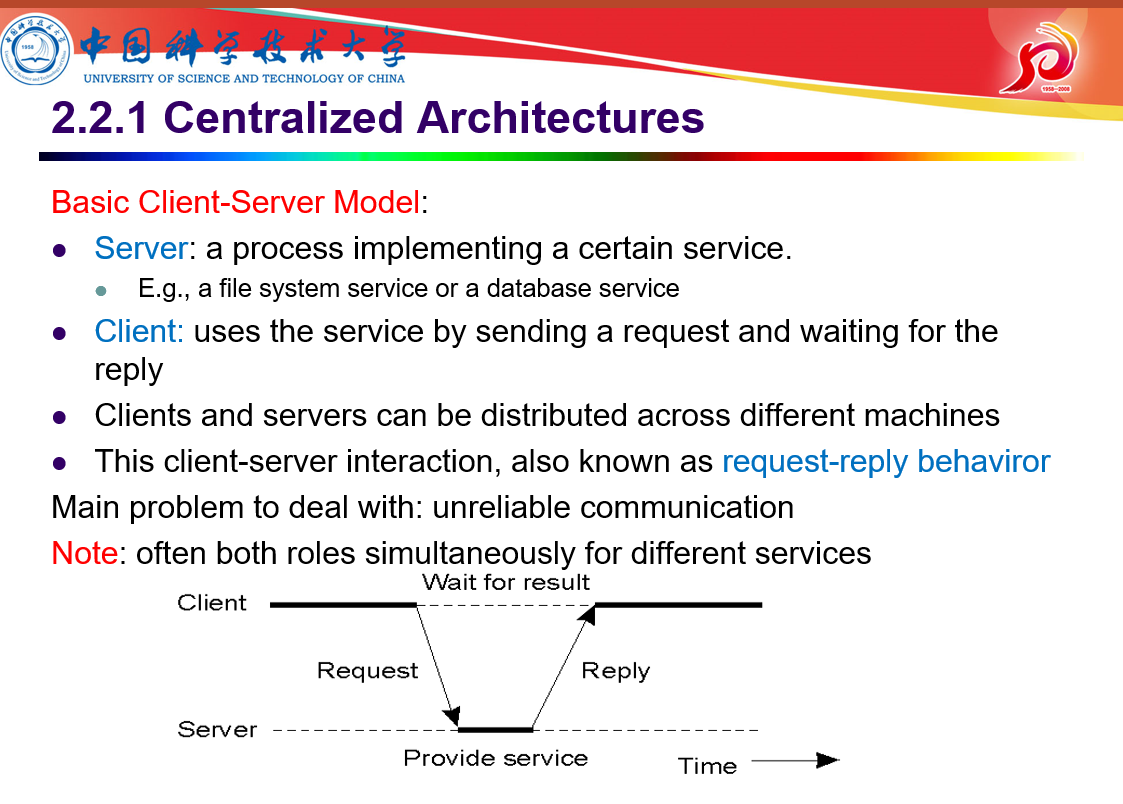 中国科学技术大学
UNIVERSITY OF SCIENCE AND TECHNOLOGY OF CHINA
1958
1958-2008
2.2.1 Centralized Architectures
Basic Client-Server Model:
Server: a process implementing a certain service.
E.g., a file system service or a database service
Client: uses the service by sending a request and waiting for the
reply
Clients and servers can be distributed across different machines
This client-server interaction, also known as request-reply behaviror
Main problem to deal with: unreliable communication
Note: often both roles simultaneously for different services
Wait for result
Client
Request
Reply
Server
Provide service
Time